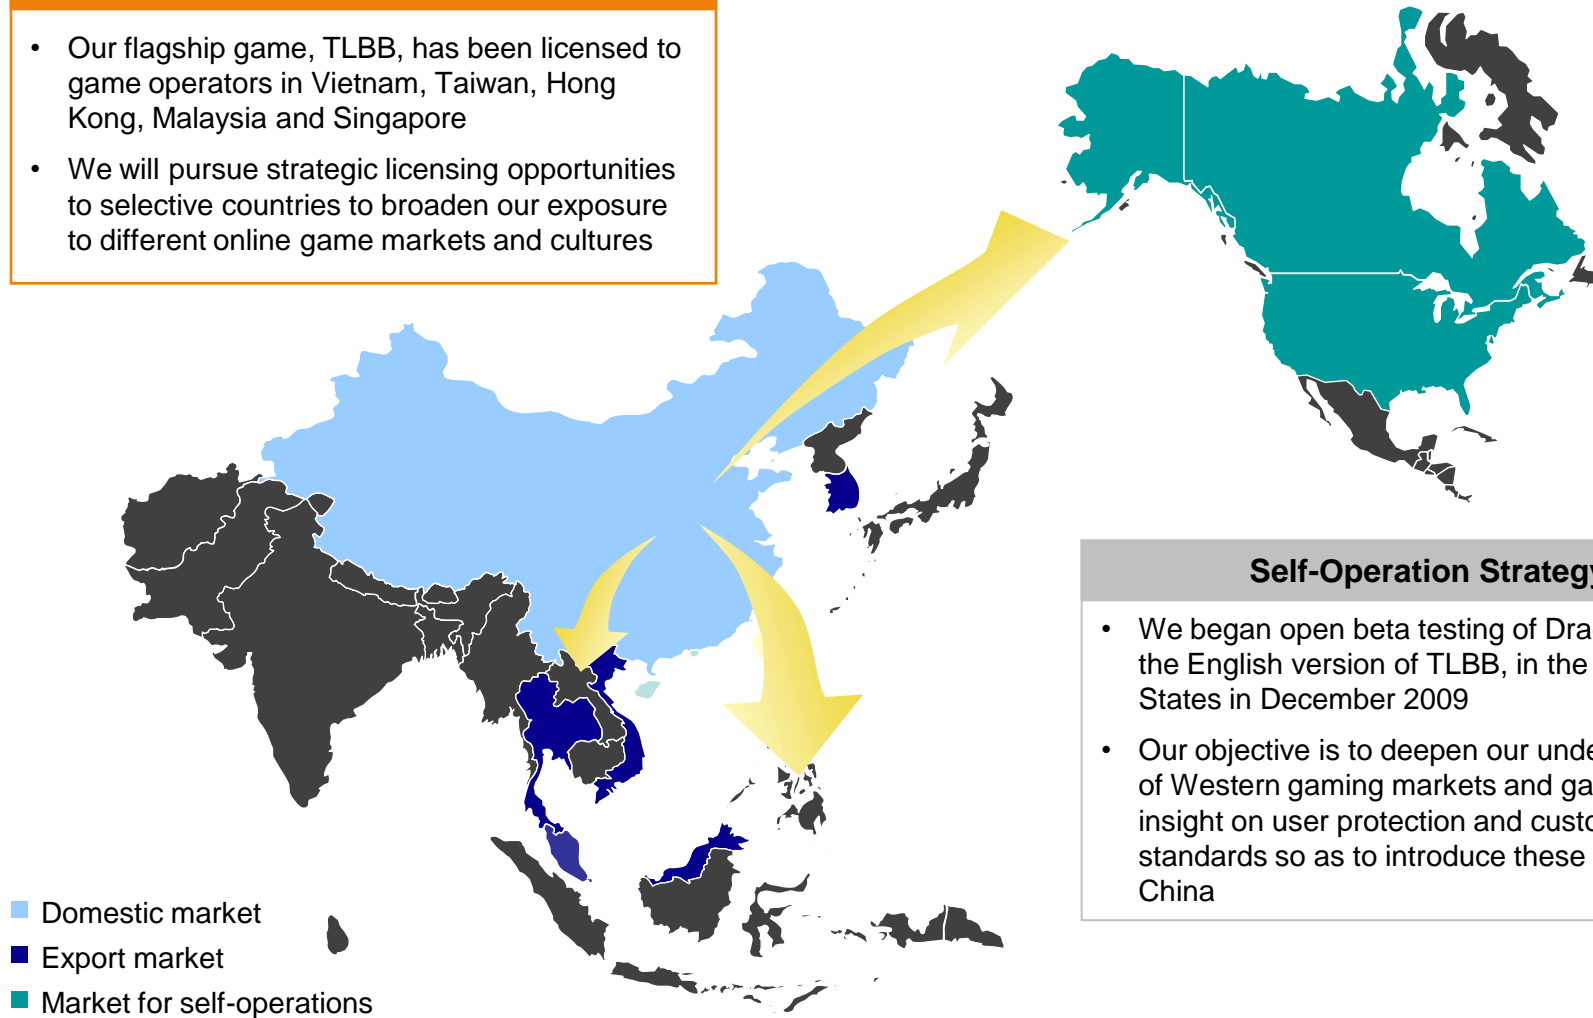 • Our flagship game, TLBB, has been licensed to
game operators in Vietnam, Taiwan, Hong
Kong, Malaysia and Singapore
• We will pursue strategic licensing opportunities
to selective countries to broaden our exposure
to different online game markets and cultures
Self-Operation Strategy
• We began open beta testing of Dra
the English version of TLBB, in the
States in December 2009
• Our objective is to deepen our unde
of Western gaming markets and ga
insight on user protection and custo
standards so as to introduce these
China
Domestic market
Export market
Market for self-operations